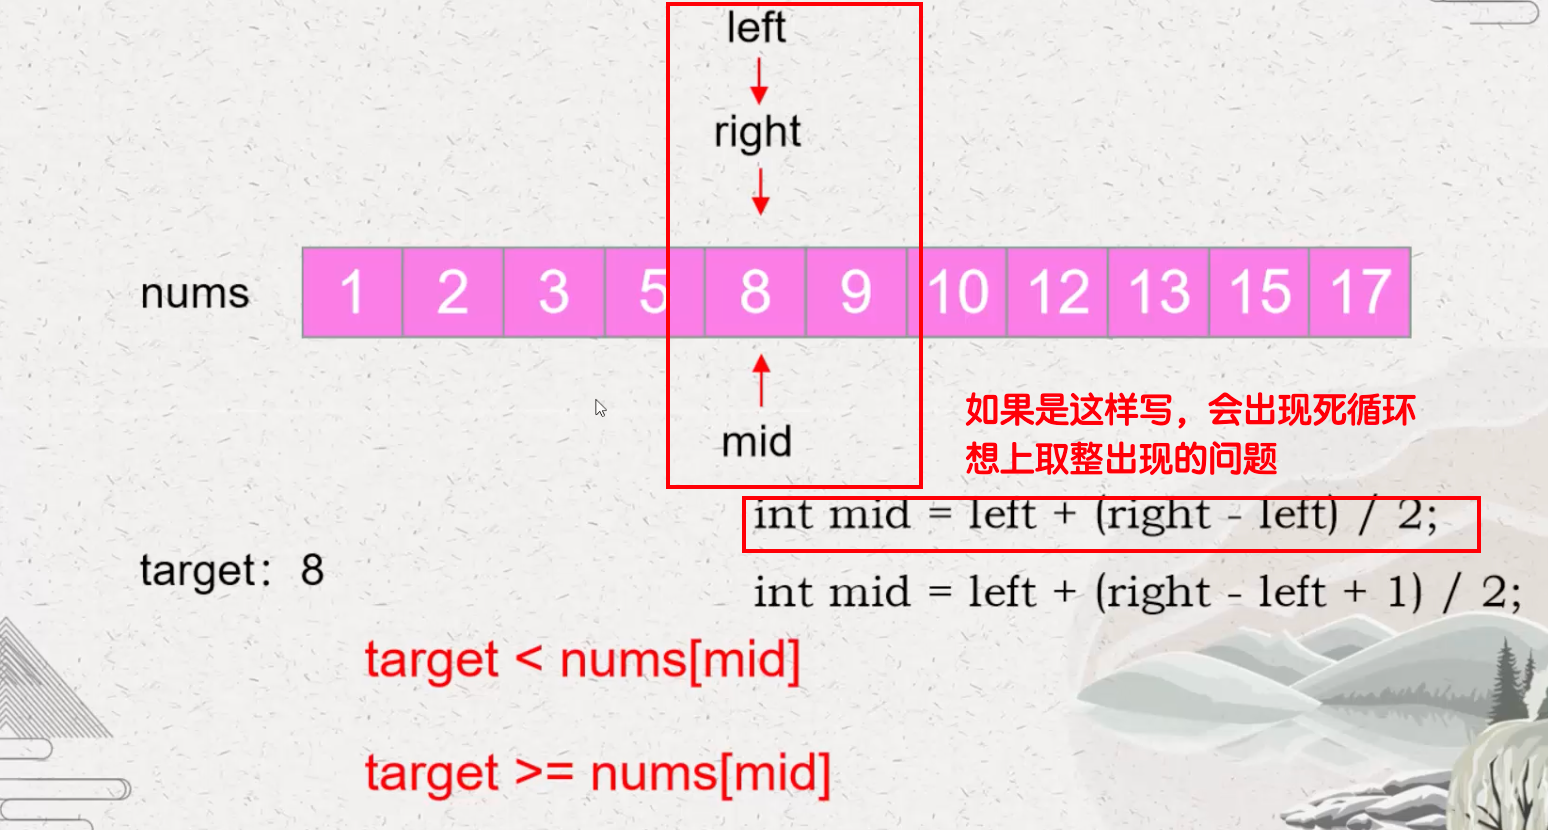 left
right
nums 1 2 3 5 8 9 10 12 13 15 17
mid
如果是这样写，会出现死循环
想上取整出现的问题
int mid = left + (right - left) / 2;
target: 8
int mid = left + (right - left + 1) / 2;
target < nums[mid]
target >= nums[mid]